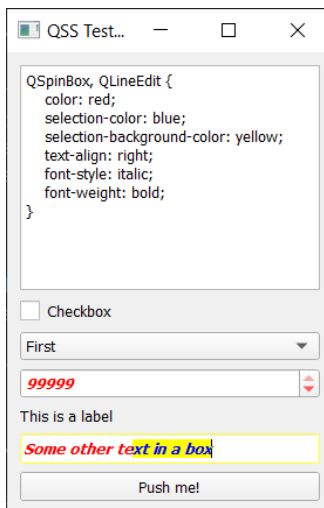 QSS Test...
QSpinBox, QLineEdit {
    color: red;
    selection-color: blue;
    selection-background-color: yellow;
    text-align: right;
    font-style: italic;
    font-weight: bold;
}
Checkbox
First
99999
This is a label
Some other text in a box
Push me!